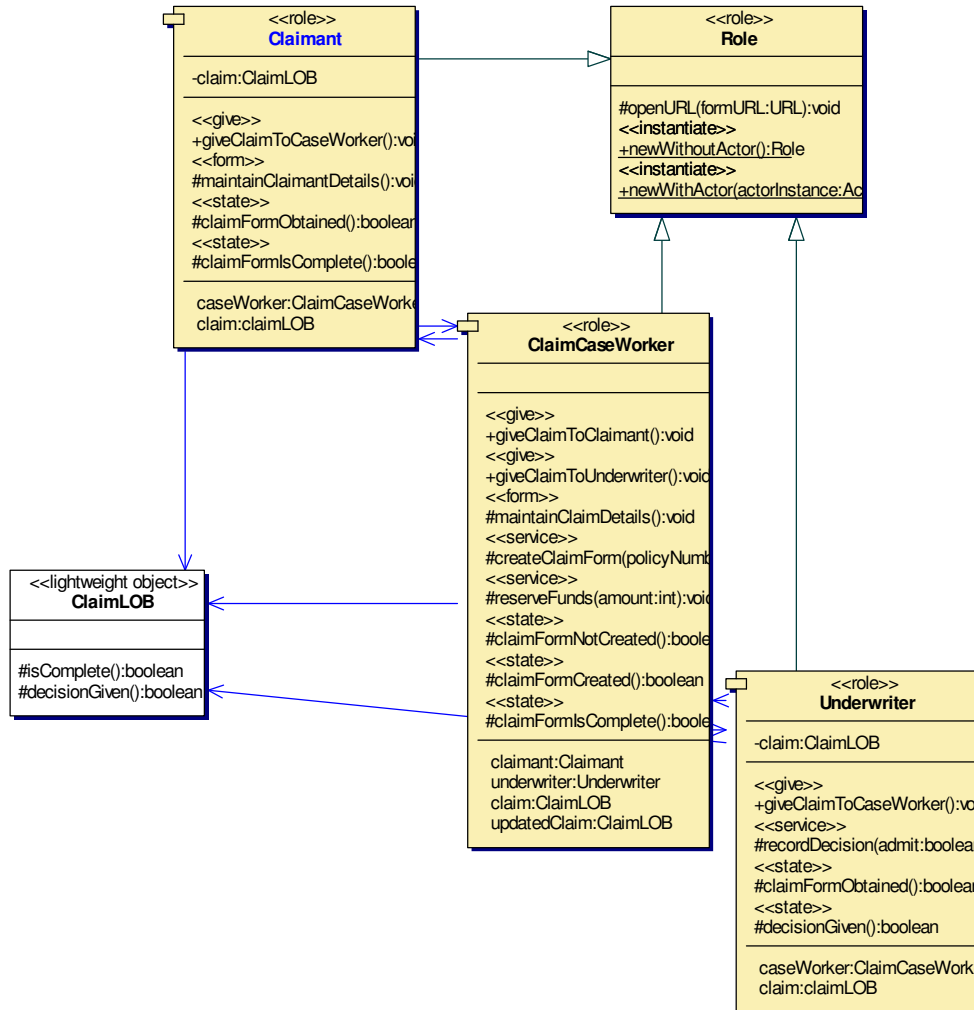 <<role>>
Claimant
-claim:ClaimLOB
<<give>>
+giveClaimToCaseWorker():voi
<<form>>
#maintainClaimantDetails():voi
<<state>>
#claimFormObtained():boolean
<<state>>
#claimFormIsComplete():boole
caseWorker:ClaimCaseWorke
claim:claimLOB
<<role>>
Role
#openURL(formURL:URL):void
<<instantiate>>
+newWithoutActor():Role
<<instantiate>>
+newWithActor(actorInstance:Ac
<<role>>
ClaimCaseWorker
<<give>>
+giveClaimToClaimant():void
<<give>>
+giveClaimToUnderwriter():void
<<form>>
#maintainClaimDetails():void
<<service>>
#createClaimForm(policyNumb
<<service>>
#reserveFunds(amount:int):void
<<state>>
#claimFormNotCreated():boole
<<state>>
#claimFormCreated():boolean
<<state>>
#claimFormIsComplete():boole
claimant:Claimant
underwriter:Underwriter
claim:ClaimLOB
updatedClaim:ClaimLOB
<<lightweight object>>
ClaimLOB
#isComplete():boolean
#decisionGiven():boolean
<<role>>
Underwriter
-claim:ClaimLOB
<<give>>
+giveClaimToCaseWorker():vo
<<service>>
#recordDecision(admit:boolean
<<state>>
#claimFormObtained():boolean
<<state>>
#decisionGiven():boolean
caseWorker:ClaimCaseWork
claim:claimLOB